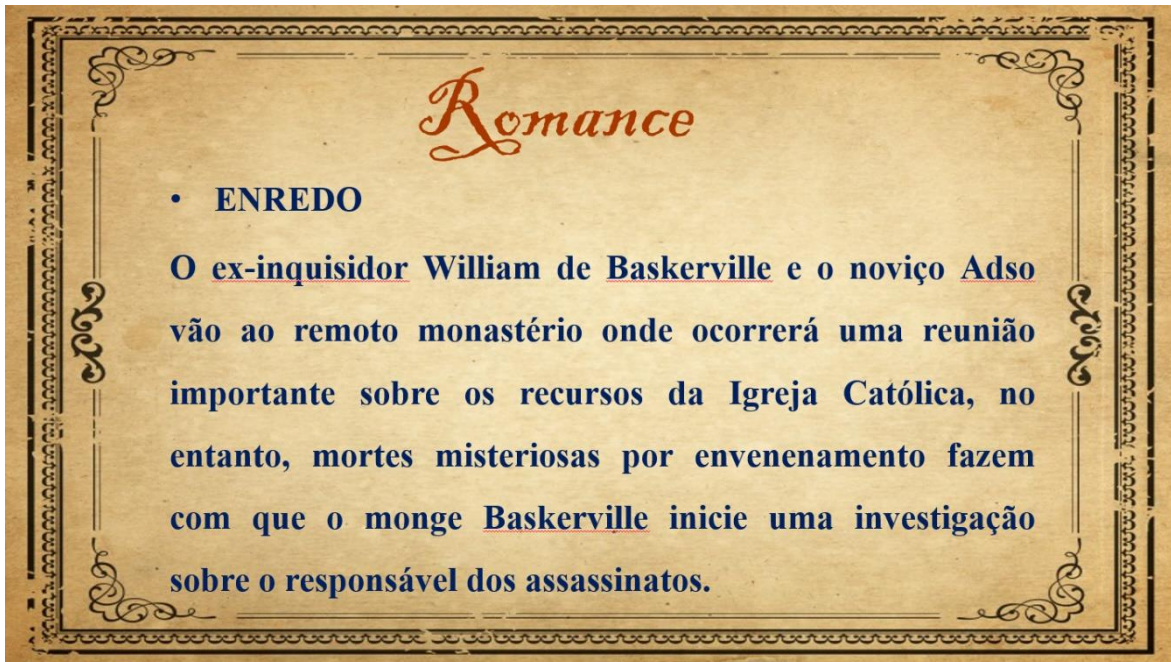 Romance
• ENREDO
O ex-inquisidor William de Baskerville e o noviço Adso
vão ao remoto monastério onde ocorrerá uma reunião
importante sobre os recursos da Igreja Católica, no
entanto, mortes misteriosas por envenenamento fazem
com que o monge Baskerville inicie uma investigação
sobre o responsável dos assassinatos.